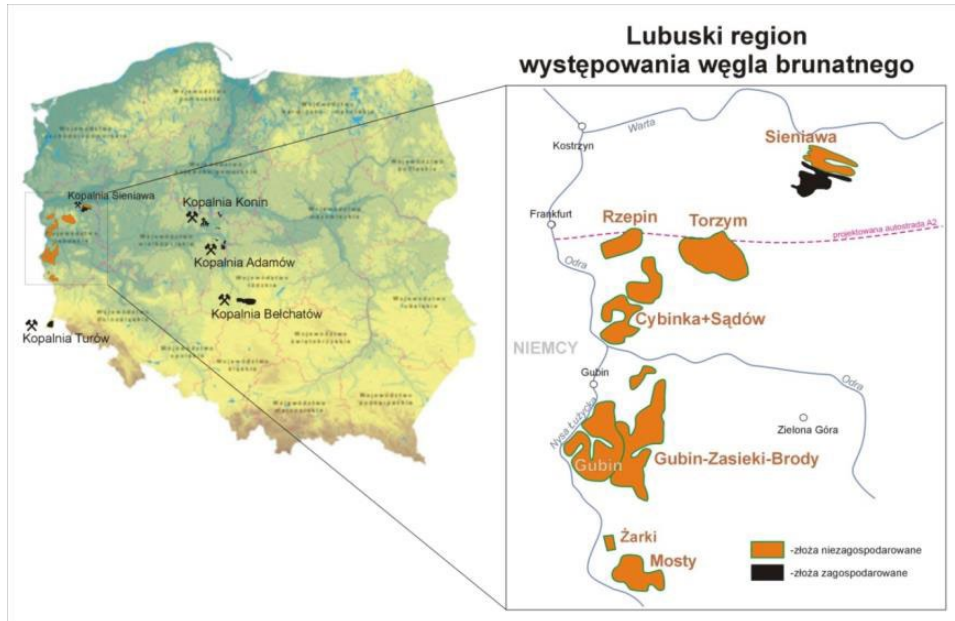 Lubuski region
występowania węgla brunatnego
Kopalnia Sieniawa
Kopalnia Konin
Kopalnia Adamów
Kopalnia Bełchatów
Kopalnia Turów
Warta
Kostrzyn
Sieniawa
Frankfurt
Rzepin
Torzym
projektowana autostrada A2
Odra
Cybinka+Sądów
NIEMCY
Gubin
Odra
Nysa Łużycka
Zielona Góra
Gubin
Gubin-Zasieki-Brody
Żarki
Mosty
-złoża niezagospodarowane
-złoża zagospodarowane